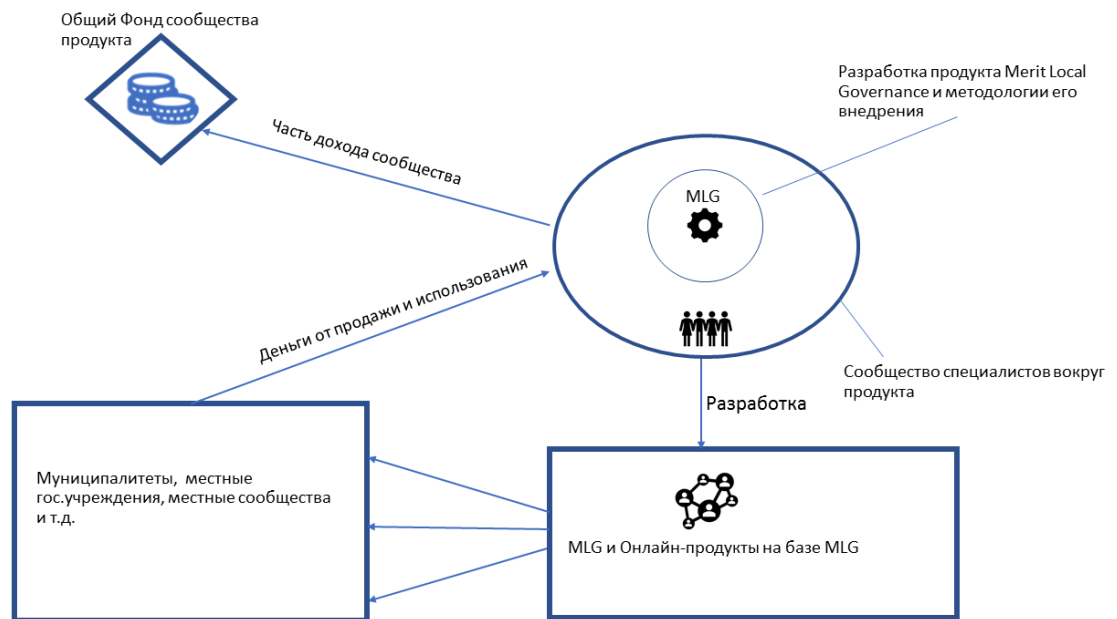 Общий Фонд сообщества
продукта
Разработка продукта Merit Local
Governance и методологии его
внедрения
Часть дохода сообщества
MLG
Деньги от продажи и использования
Сообщество специалистов вокруг
продукта
Разработка
Муниципалитеты, местные
гос.учреждения, местные сообщества
и т.д.
MLG и Онлайн-продукты на базе MLG